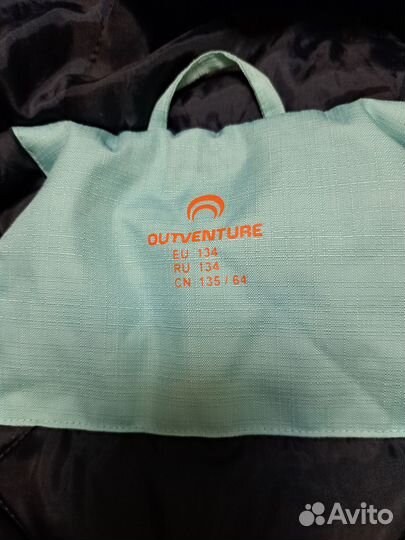 OUTVENTURE
EU 134
RU 134
CN 135 / 64
Avito